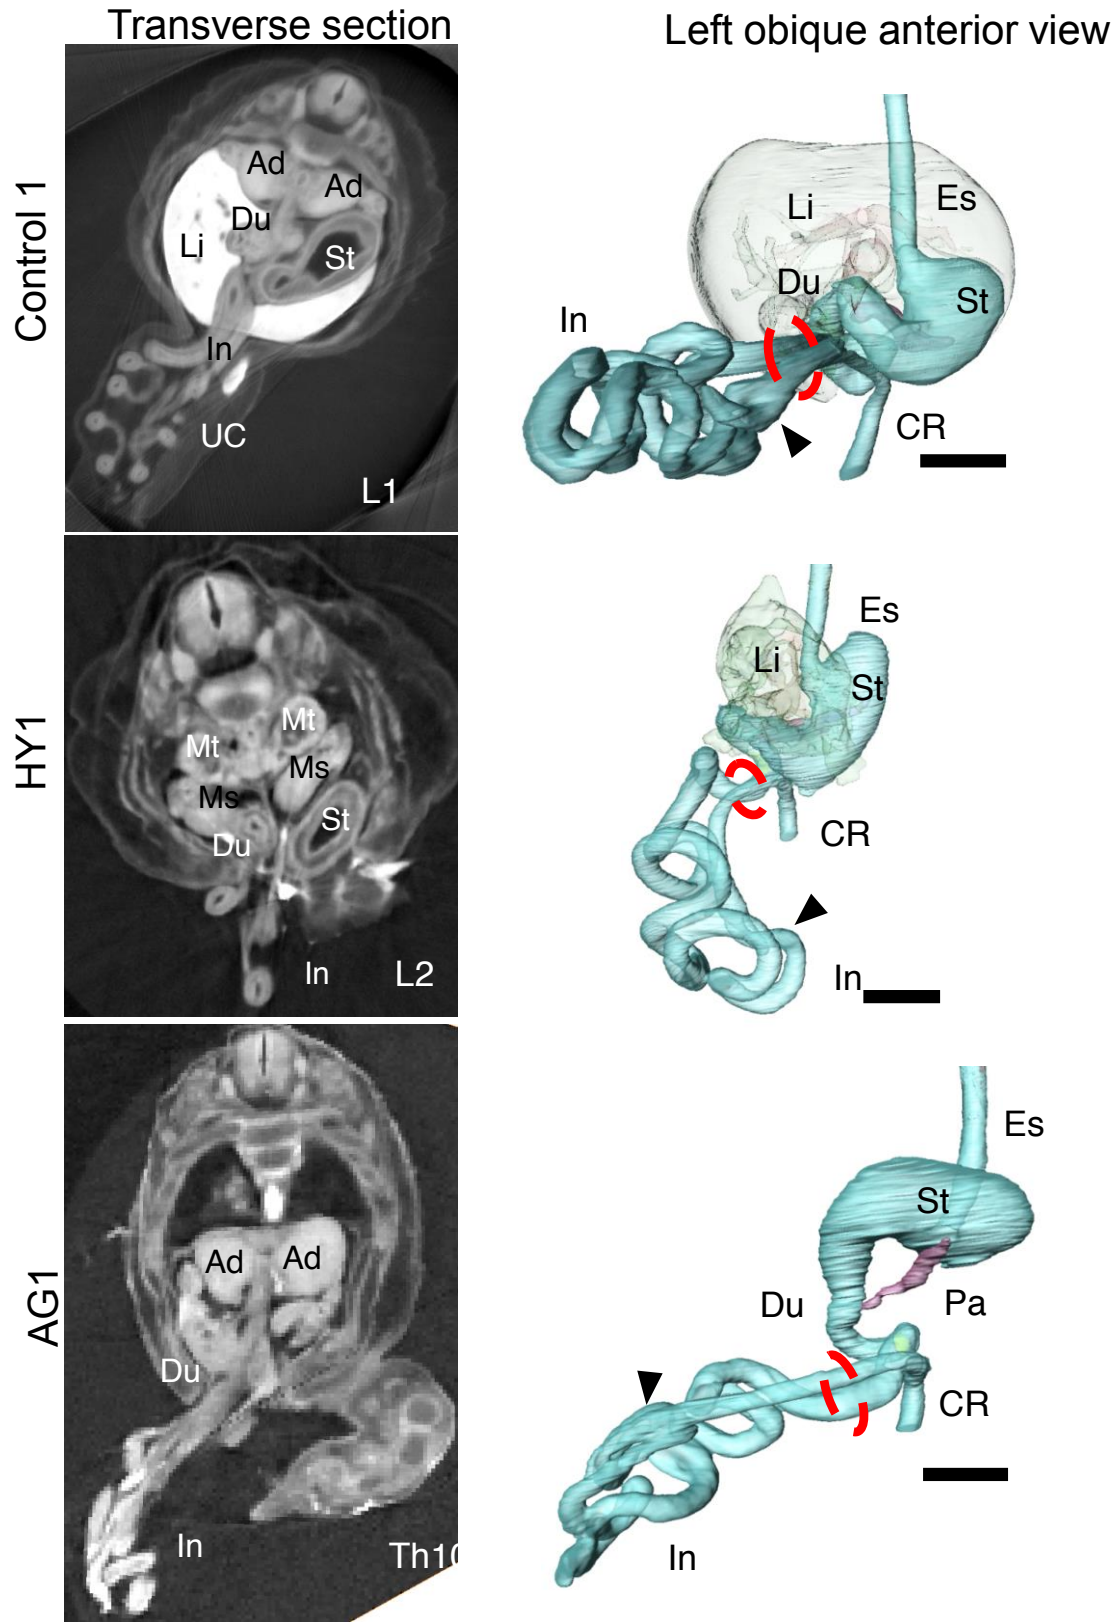 Transverse section
Left obique anterior view
Control 1
Ad
Ad
Du
Li
St
In
UC
L1
Li
Es
Du
St
In
CR
HY1
Mt
Mt
Ms
Ms
St
Du
In
L2
Es
Li
St
CR
In
AG1
Ad
Ad
Du
In
Th10
Es
St
Du
Pa
CR
In